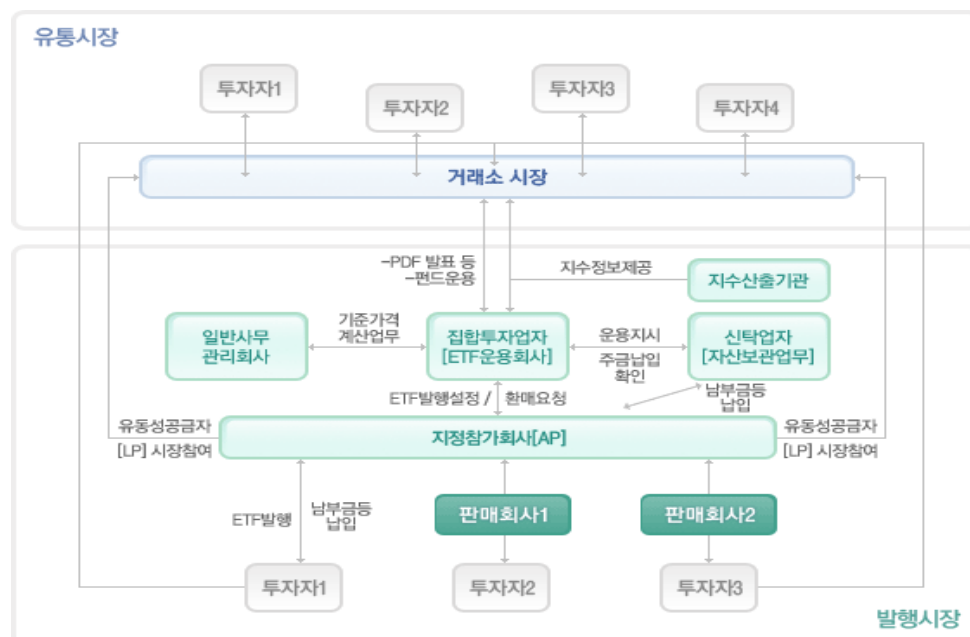 유통시장
투자자1
투자자2
투자자3
투자자4
거래소 시장
-PDF 발표 등
-펀드운용
지수정보제공
지수산출기관
일반사무
관리회사
기준가격
계산업무
집합투자업자
[ETF운용회사]
운용지시
주금납입
확인
신탁업자
[자산보관업무]
ETF발행설정 /
환매요청
남부금등
납입
유동성공급자
[LP] 시장참여
지정참가회사[AP]
유동성공급자
[LP] 시장참여
ETF발행
남부금등
납입
판매회사1
판매회사2
투자자1
투자자2
투자자3
발행시장